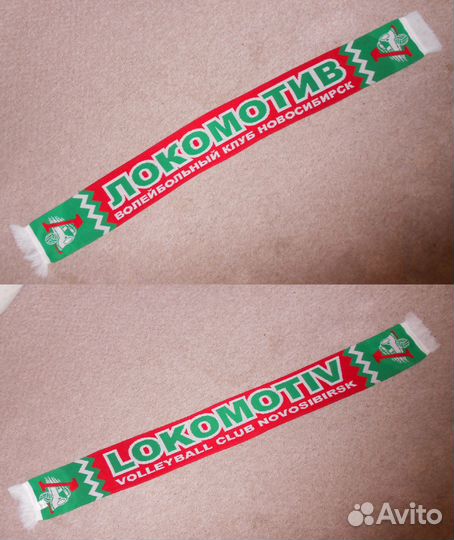 ЛОКОМОТИВ
ВОЛЕЙБОЛЬНЫЙ КЛУБ НОВОСИБИРСК
LOKOMOTIV
VOLLEYBALL CLUB NOVOSIBIRSK
Avito